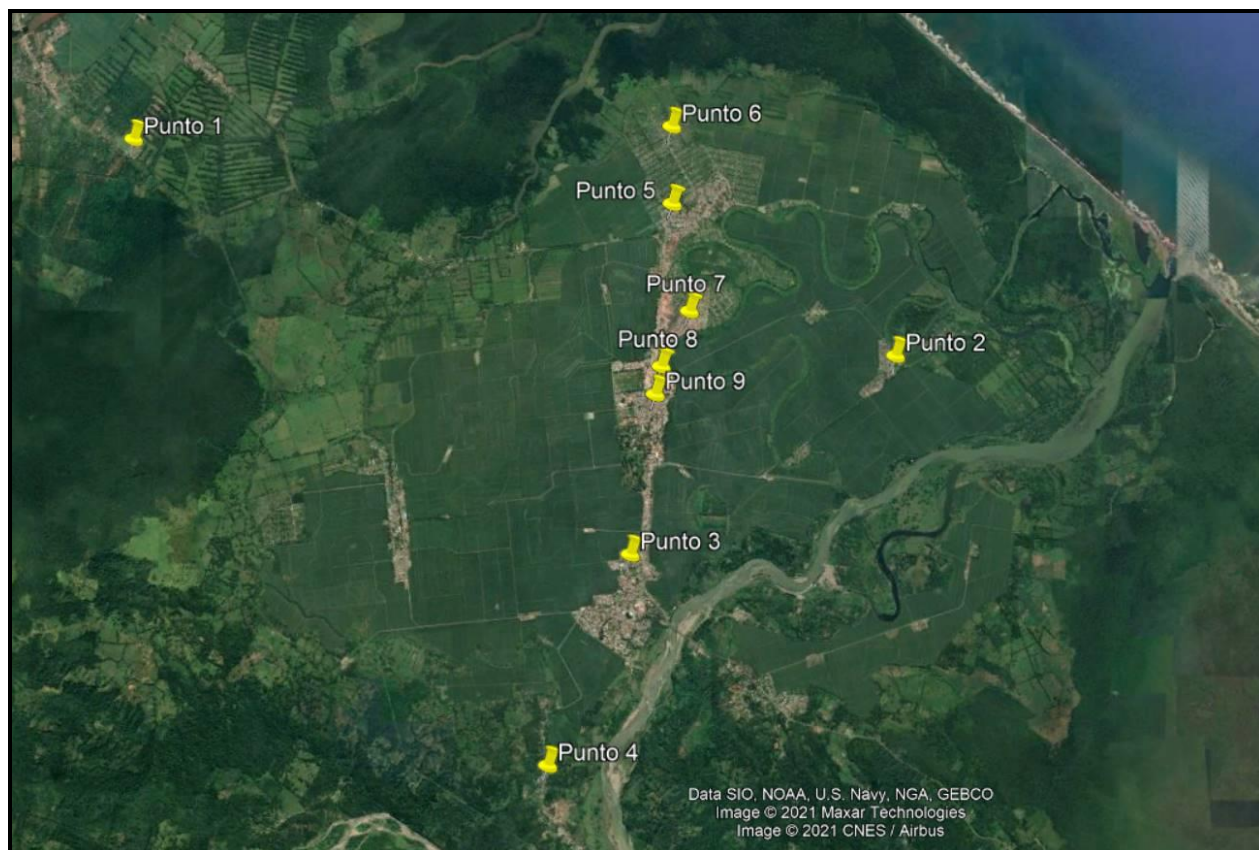 Punto 6
Punto 1
Punto 5
Punto 7
Punto 8
Punto 2
Punto 9
Punto 3
Punto 4
Data SIO, NOAA, U.S. Navy, NGA, GEBCO
Image © 2021 Maxar Technologies
Image © 2021 CNES / Airbus